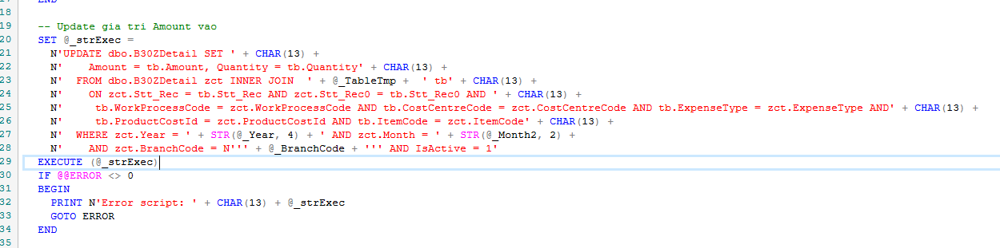 17 END
18
19 -- Update gia tri Amount vao
20 SET @_strExec =
21 N'UPDATE dbo.B30ZDetail SET ' + CHAR(13) +
22 N'    Amount = tb.Amount, Quantity = tb.Quantity' + CHAR(13) +
23 N'  FROM dbo.B30ZDetail zct INNER JOIN  ' + @_TableTmp +  ' tb' + CHAR(13) +
24 N'    ON zct.Stt_Rec = tb.Stt_Rec AND zct.Stt_Rec0 = tb.Stt_Rec0 AND ' + CHAR(13) +
25 N'     tb.WorkProcessCode = zct.WorkProcessCode AND tb.CostCentreCode = zct.CostCentreCode AND tb.ExpenseType = zct.ExpenseType AND' + CHAR(13) +
26 N'     tb.ProductCostId = zct.ProductCostId AND tb.ItemCode = zct.ItemCode' + CHAR(13) +
27 N'  WHERE zct.Year = ' + STR(@_Year, 4) + ' AND zct.Month = ' + STR(@_Month2, 2) +
28 N'    AND zct.BranchCode = N''' + @_BranchCode + ''' AND IsActive = 1'
29 EXECUTE (@_strExec)
30 IF @@ERROR <> 0
31 BEGIN
32 PRINT N'Error script: ' + CHAR(13) + @_strExec
33 GOTO ERROR
34 END
35